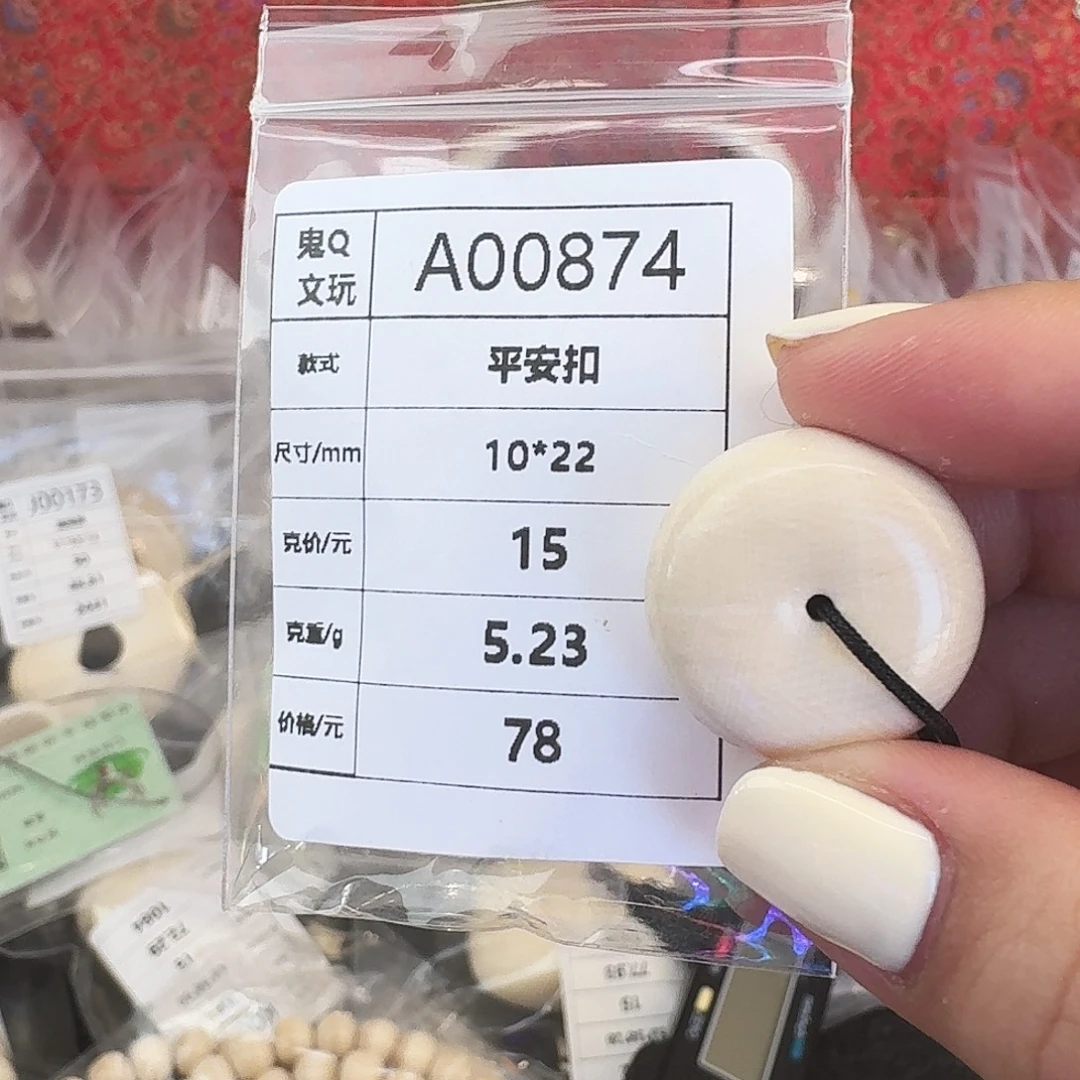 鬼Q
文玩
A00874
款式 平安扣
尺寸/mm 10*22
克价/元 15
克重/g 5.23
价格/元 78
J00173